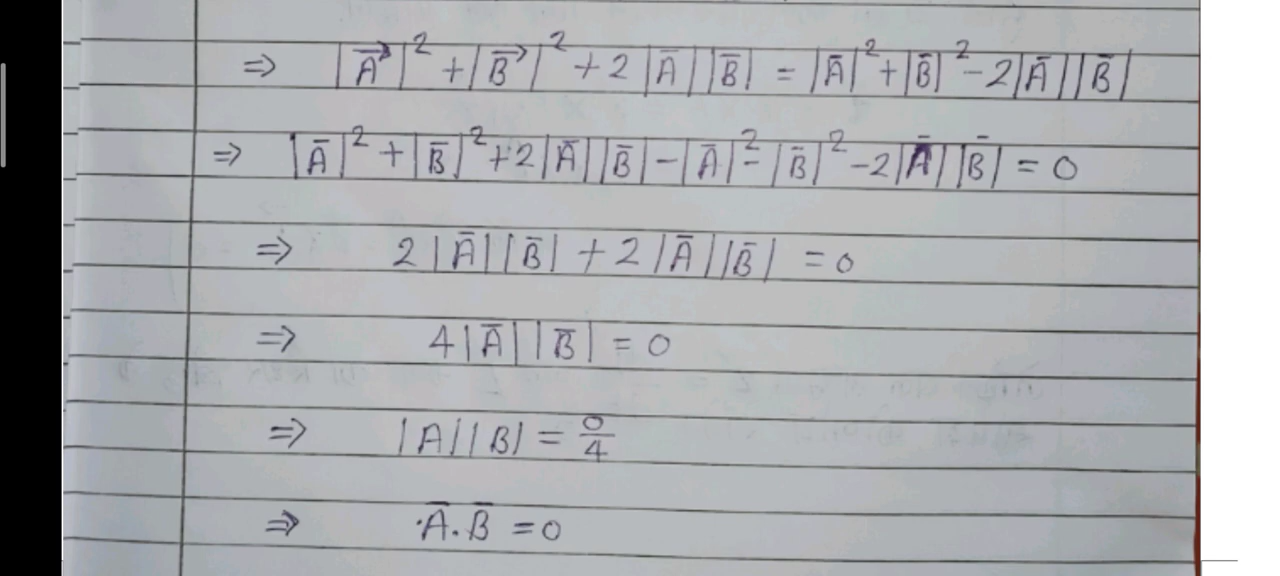 ⇒ |A⃗|² + |B⃗|² + 2|Ā||B̄| = |Ā|² + |B̄|² - 2|Ā||B̄|
⇒ |Ā|² + |B̄|² + 2|Ā||B̄| - |Ā|² - |B̄|² - 2|Ā||B̄| = 0
⇒ 2|Ā||B̄| + 2|Ā||B̄| = 0
⇒ 4|Ā||B̄| = 0
⇒ |A||B| = 0/4
⇒ Ā.B̄ = 0